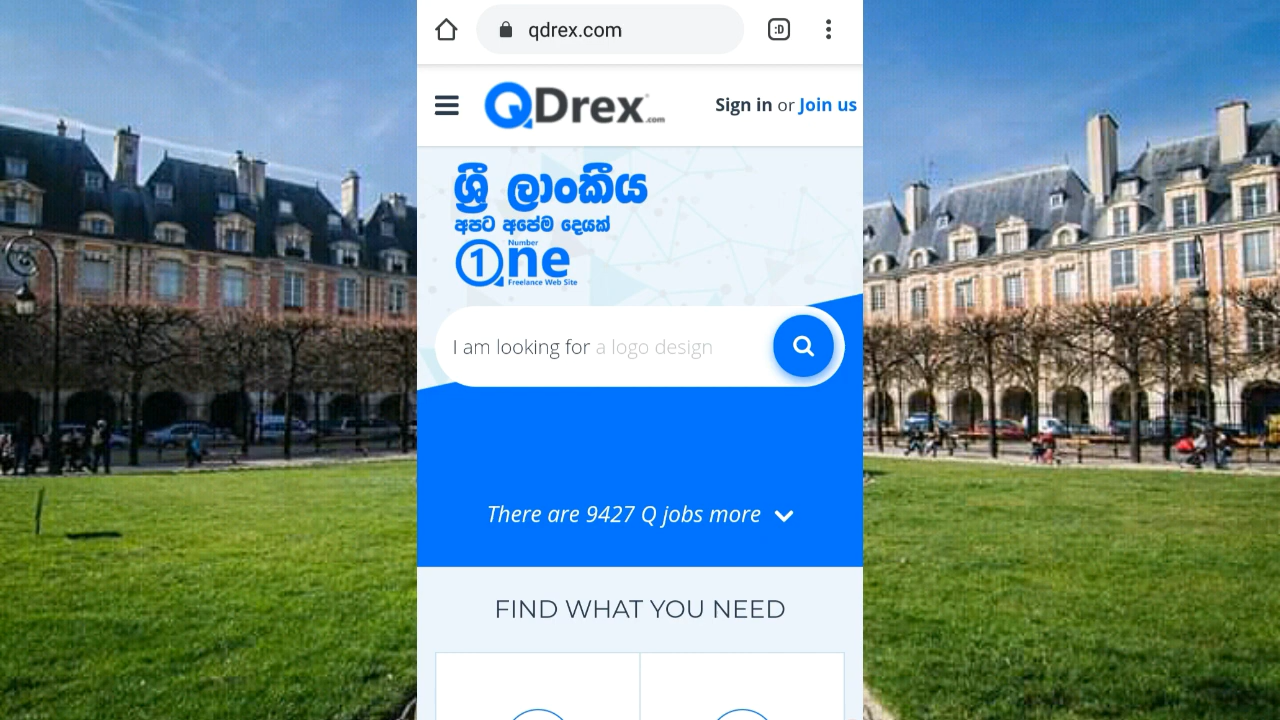 :D
qdrex.com
QDrex.com
Sign in or Join us
ශ්‍රී ලාංකීය
අපට අපේම දෙයක්
Number
1ne
Freelance Web Site
I am looking for a logo design
There are 9427 Q jobs more
FIND WHAT YOU NEED